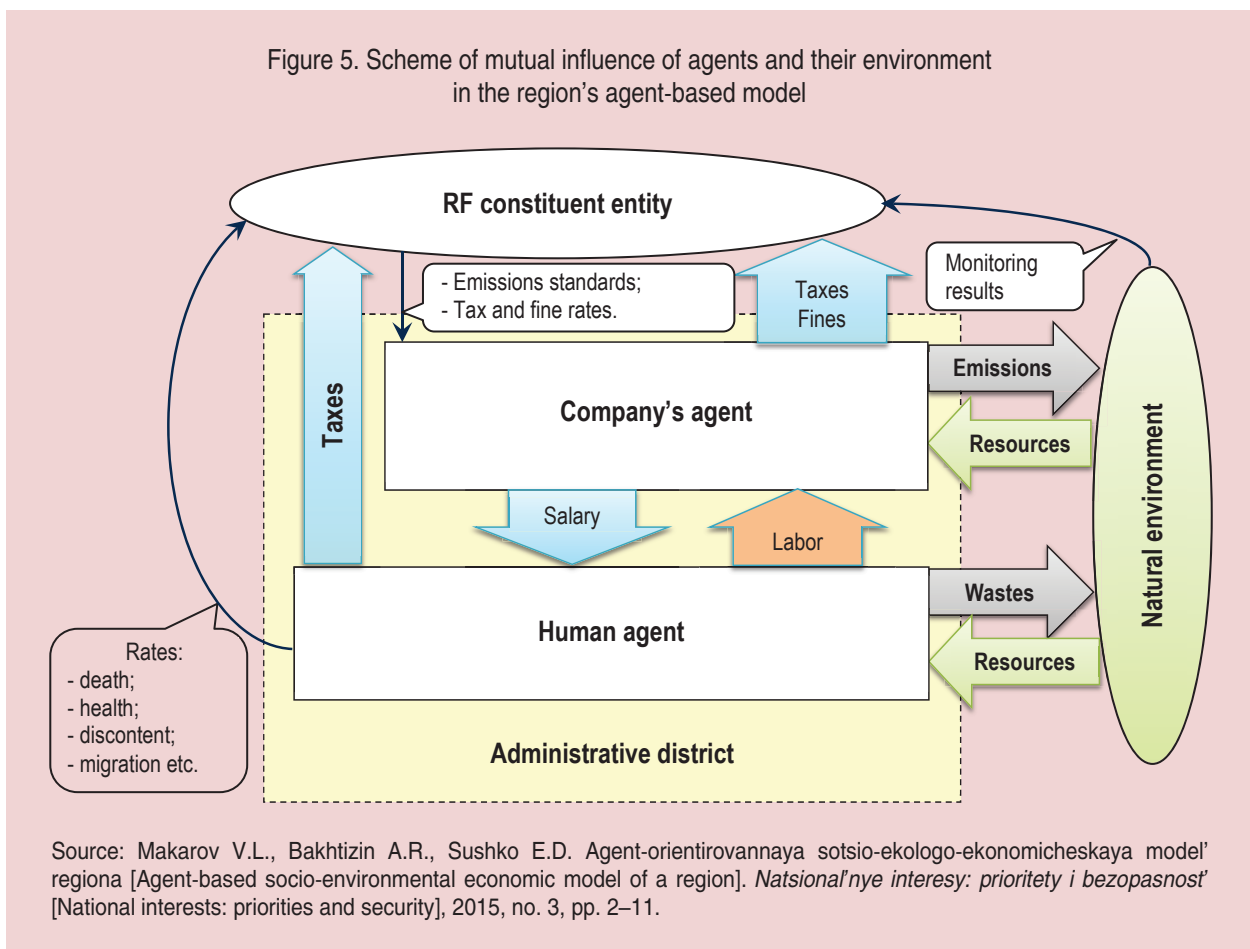 Figure 5. Scheme of mutual influence of agents and their environment
in the region's agent-based model
RF constituent entity
- Emissions standards;
- Tax and fine rates.
Taxes
Fines
Monitoring
results
Taxes
Company's agent
Emissions
Resources
Natural environment
Salary
Labor
Human agent
Wastes
Resources
Rates:
- death;
- health;
- discontent;
- migration etc.
Administrative district
Source: Makarov V.L., Bakhtizin A.R., Sushko E.D. Agent-orientirovannaya sotsio-ekologo-ekonomicheskaya model'
regiona [Agent-based socio-environmental economic model of a region]. Natsional'nye interesy: prioritety i bezopasnost'
[National interests: priorities and security], 2015, no. 3, pp. 2–11.